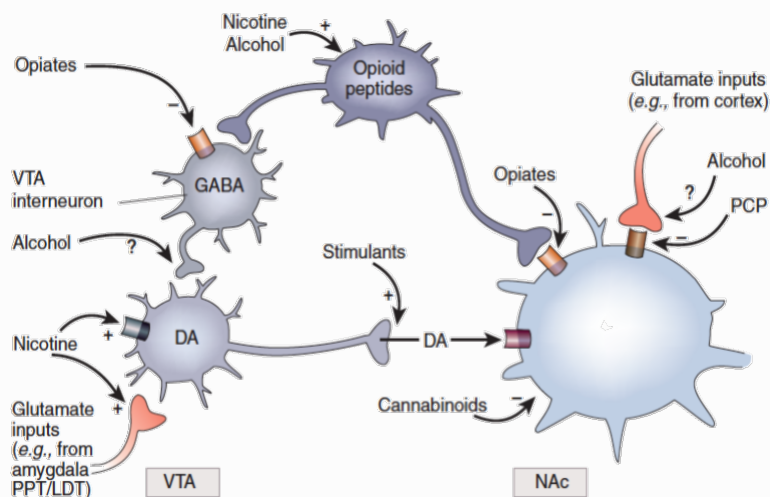 Nicotine
Alcohol
+
Opiates
−
Opioid
peptides
Glutamate inputs
(e.g., from cortex)
VTA
interneuron
GABA
Opiates
−
Alcohol
?
PCP
−
Alcohol
?
Stimulants
+
Nicotine
+
DA
DA
+
Cannabinoids
−
Glutamate
inputs
(e.g., from
amygdala
PPT/LDT)
VTA
NAc